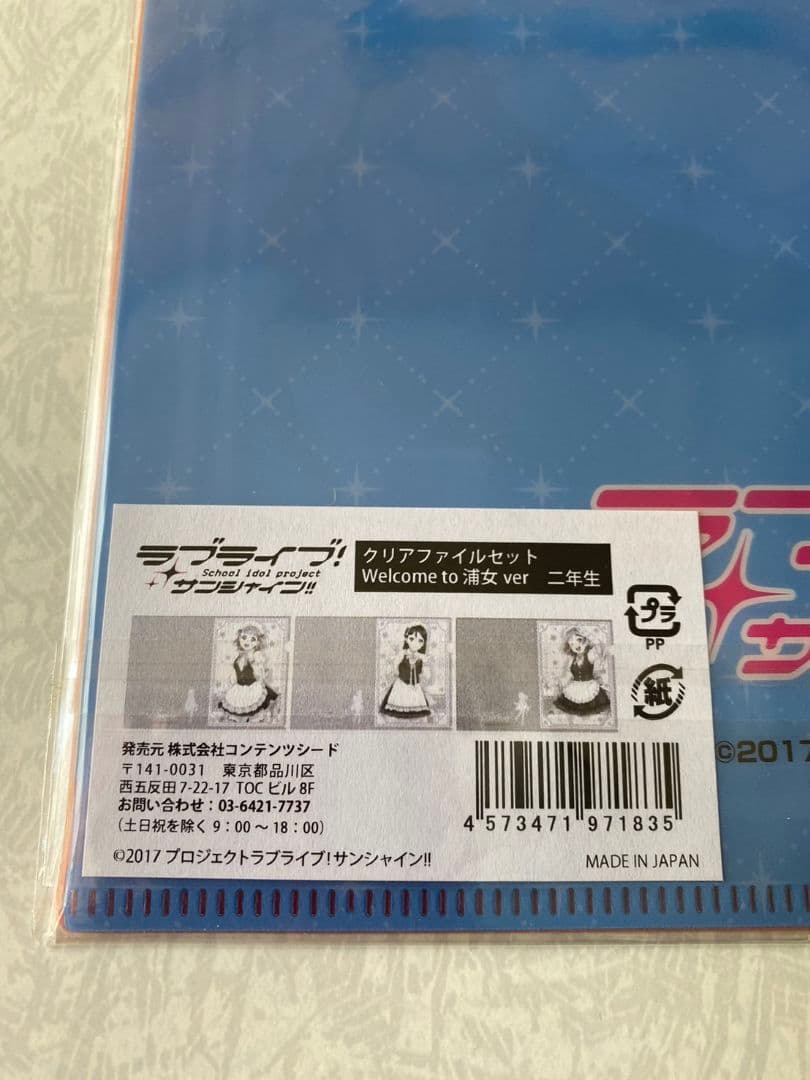 ラブライブ!
School idol project
サンシャイン!!
クリアファイルセット
Welcome to 浦女 ver 二年生
プラ
PP
紙
発売元 株式会社コンテンツシード
〒141-0031 東京都品川区
西五反田 7-22-17 TOC ビル 8F
お問い合わせ:03-6421-7737
(土日祝を除く 9:00 ~ 18:00)
4 573471 971835
©2017 プロジェクトラブライブ!サンシャイン!!
MADE IN JAPAN
©2017